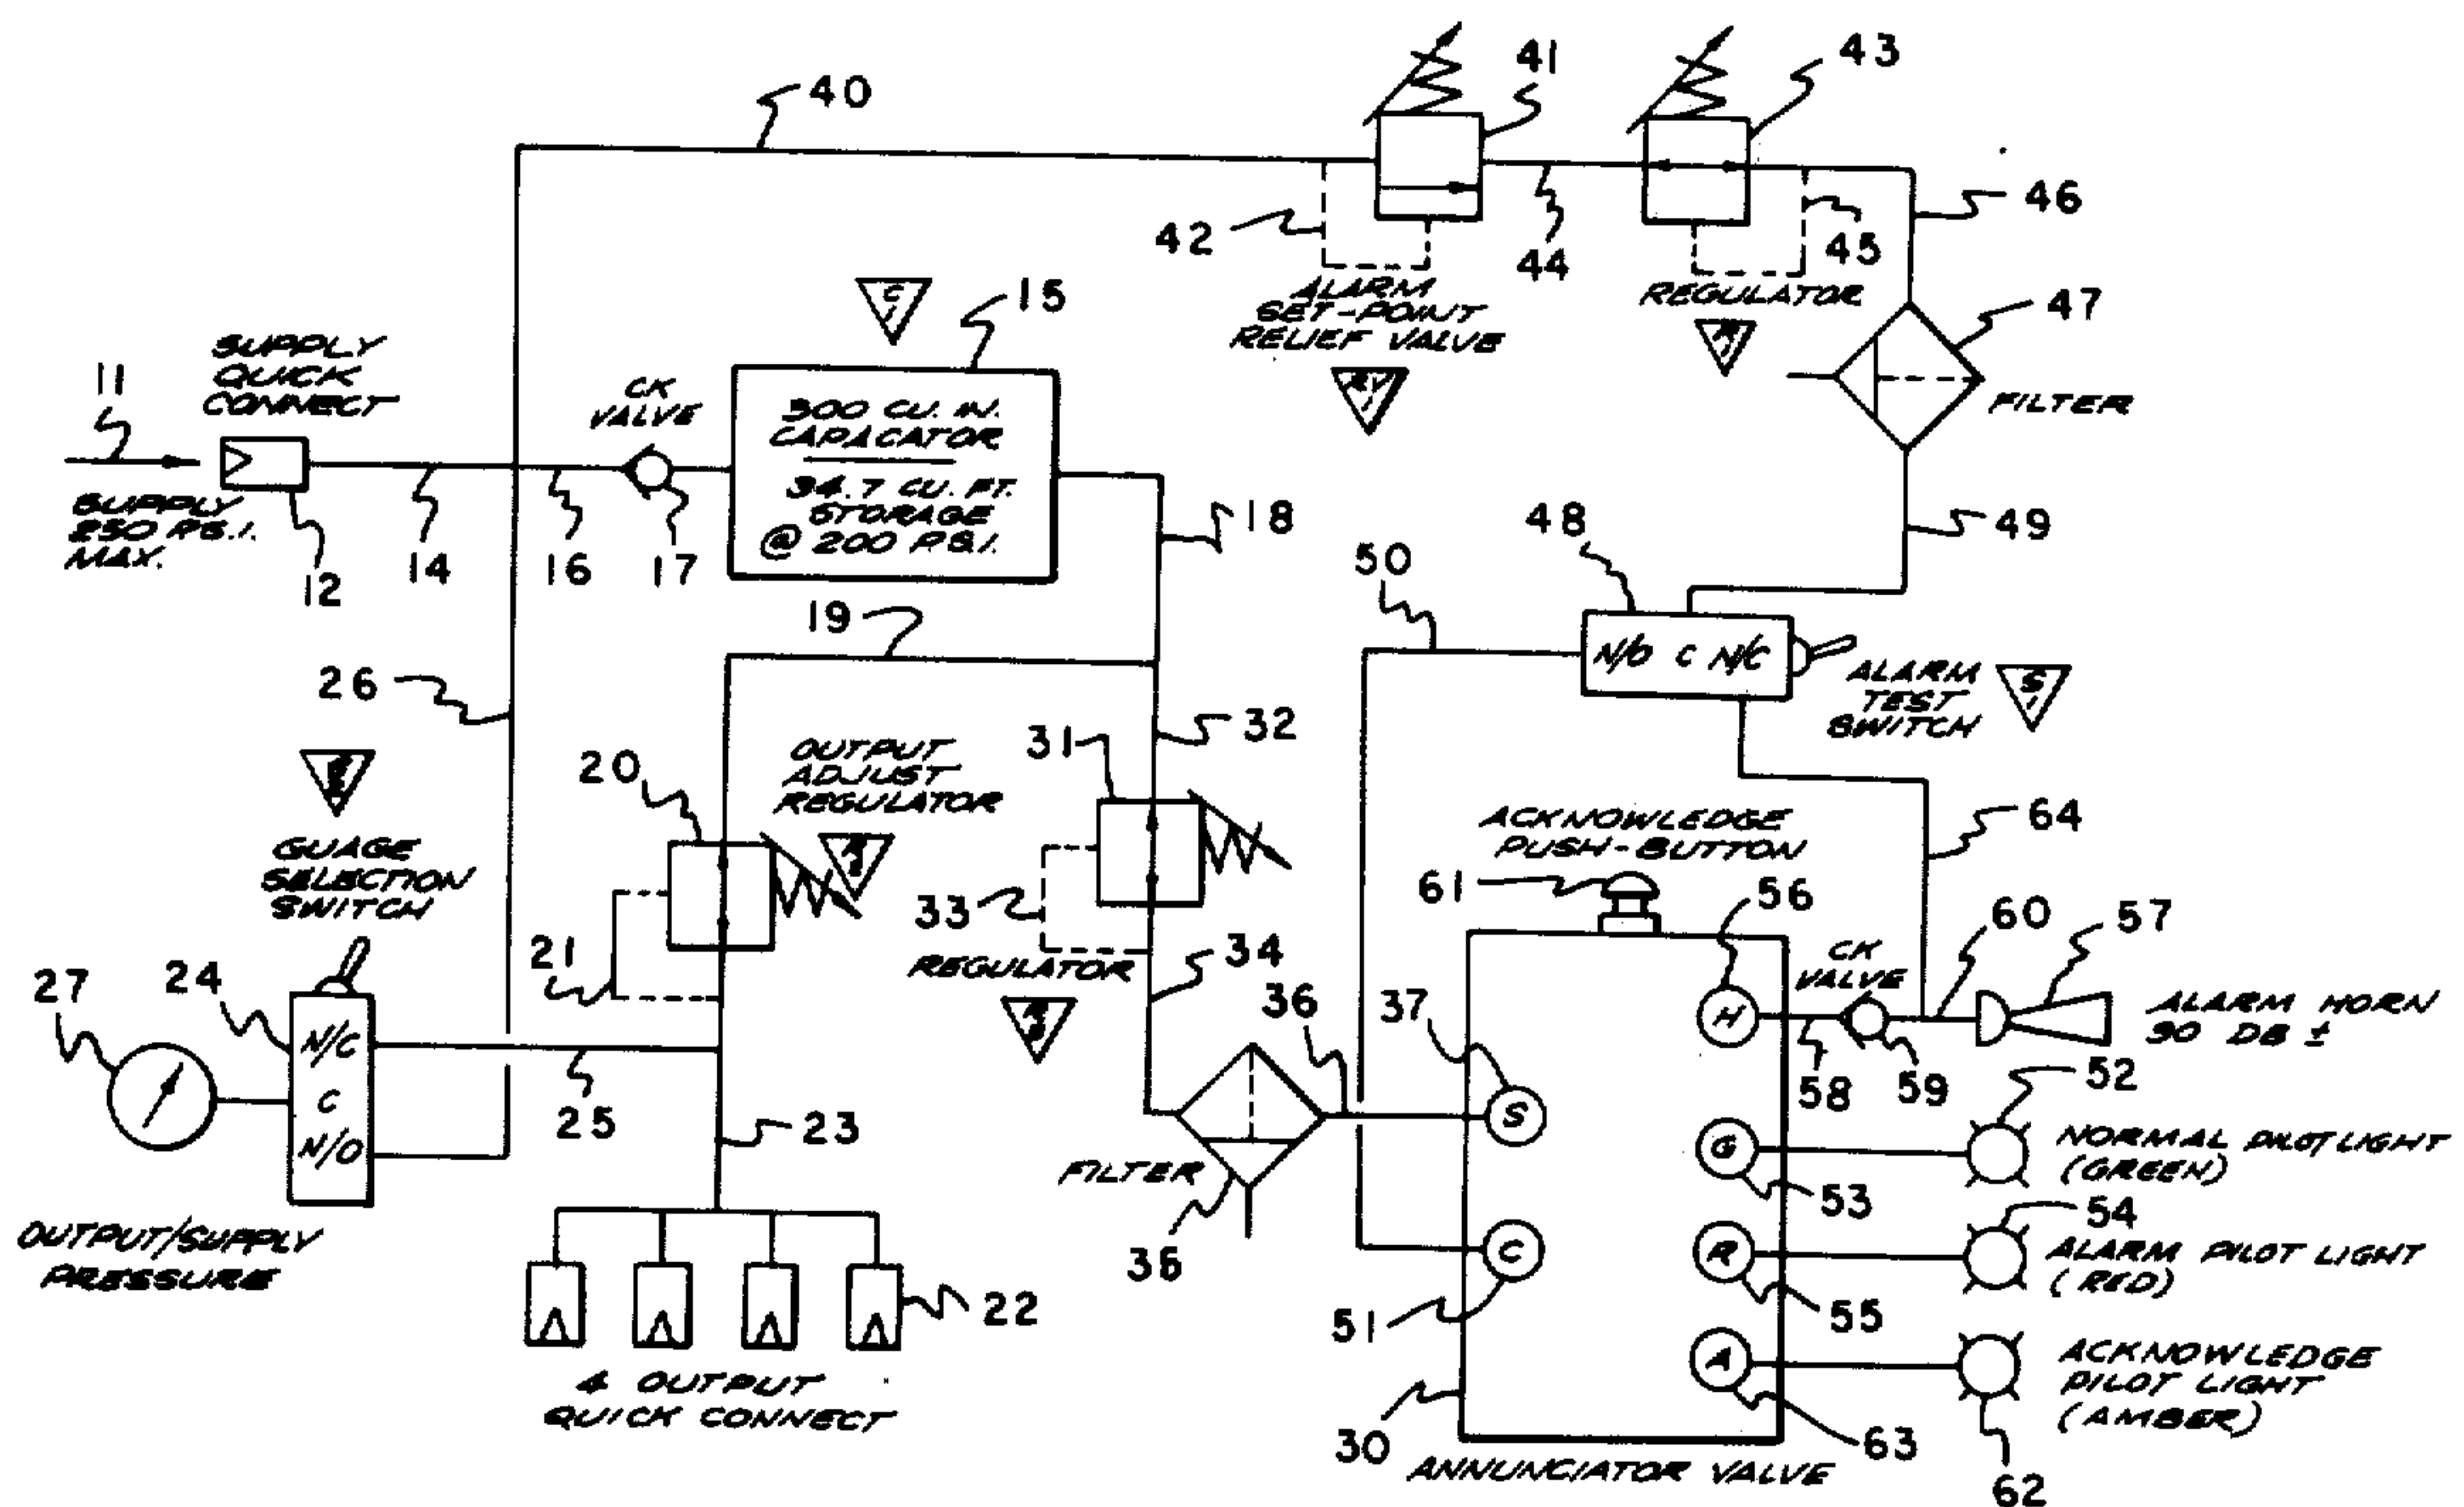 40
41
43
42
44
45
46
ALARM
SET-POINT
RELIEF VALVE
REGULATOR
47
FILTER
C
1
15
11
SUPPLY
QUICK
CONNECT
CK
VALVE
300 CU. IN.
CAPACATOR
34.7 CU. FT.
STORAGE
@ 200 P.S.I.
SUPPLY
250 P.S.I.
MAX.
12
14
16
17
18
48
49
50
19
N/O C N/C
ALARM
TEST
SWITCH
S
1
26
20
OUTPUT
ADJUST
REGULATOR
31
32
GUAGE
SELECTION
SWITCH
21
33
REGULATOR
34
ACKNOWLEDGE
PUSH-BUTTON
61
56
64
27
24
N/C
C
N/O
25
23
36
37
H
CK
VALVE
60
57
ALARM HORN
90 DB ±
58
59
52
S
G
NORMAL PILOT LIGHT
(GREEN)
53
FILTER
36
OUTPUT/SUPPLY
PRESSURE
22
4 OUTPUT
QUICK CONNECT
C
51
R
54
ALARM PILOT LIGHT
(RED)
55
A
ACKNOWLEDGE
PILOT LIGHT
(AMBER)
63
62
30
ANNUNCIATOR VALVE